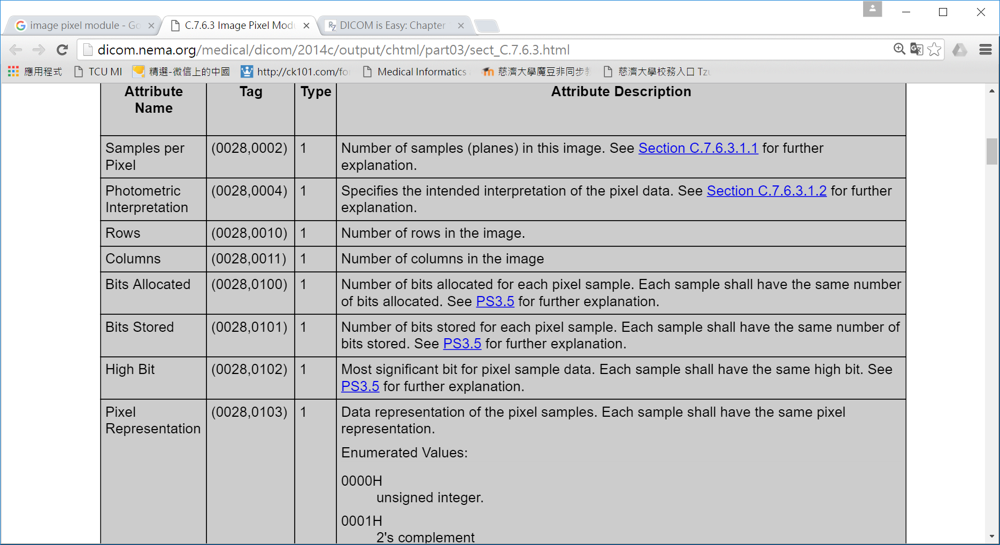 image pixel module - Go
C.7.6.3 Image Pixel Modu
DICOM is Easy: Chapter
dicom.nema.org/medical/dicom/2014c/output/chtml/part03/sect_C.7.6.3.html
應用程式
TCU MI
精選-微信上的中國
http://ck101.com/for
Medical Informatics
慈濟大學魔豆非同步教
慈濟大學校務入口 Tzu
Attribute Name
Tag
Type
Attribute Description
Samples per
Pixel
(0028,0002)
1
Number of samples (planes) in this image. See Section C.7.6.3.1.1 for further
explanation.
Photometric
Interpretation
(0028,0004)
1
Specifies the intended interpretation of the pixel data. See Section C.7.6.3.1.2 for further
explanation.
Rows
(0028,0010)
1
Number of rows in the image.
Columns
(0028,0011)
1
Number of columns in the image
Bits Allocated
(0028,0100)
1
Number of bits allocated for each pixel sample. Each sample shall have the same number
of bits allocated. See PS3.5 for further explanation.
Bits Stored
(0028,0101)
1
Number of bits stored for each pixel sample. Each sample shall have the same number of
bits stored. See PS3.5 for further explanation.
High Bit
(0028,0102)
1
Most significant bit for pixel sample data. Each sample shall have the same high bit. See
PS3.5 for further explanation.
Pixel
Representation
(0028,0103)
1
Data representation of the pixel samples. Each sample shall have the same pixel
representation.
Enumerated Values:
0000H
unsigned integer.
0001H
2's complement